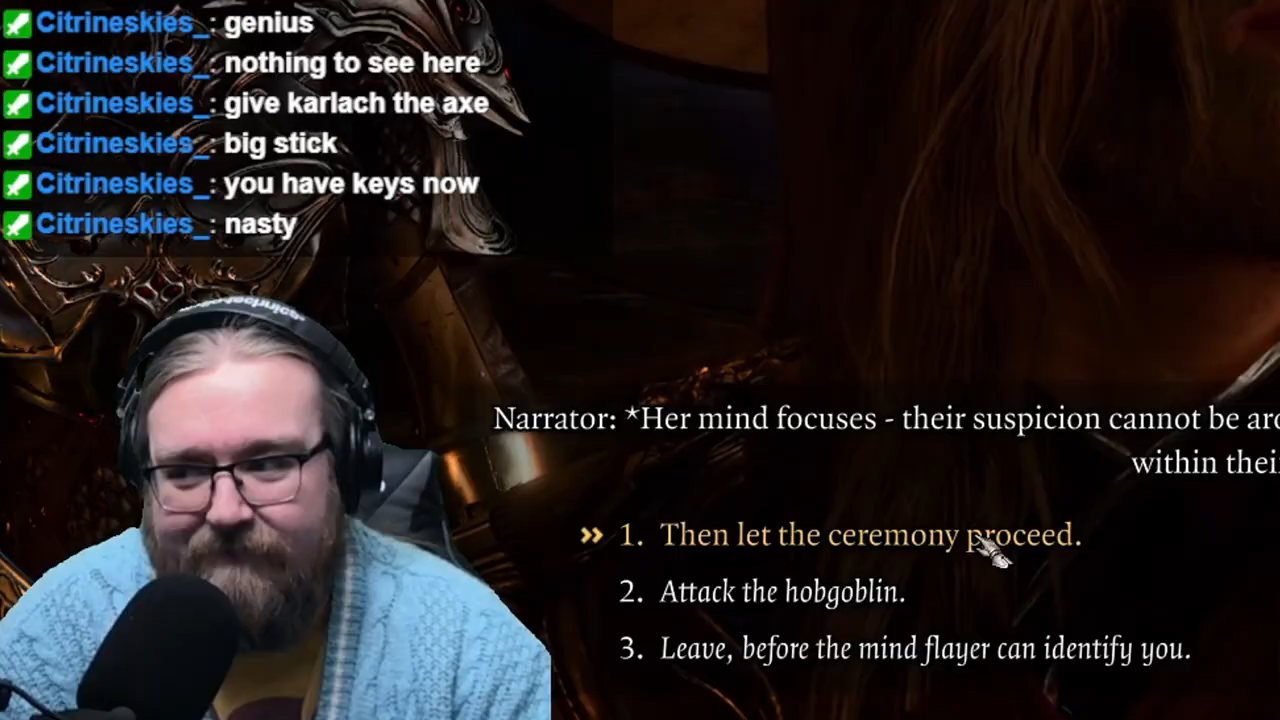 Citrineskies_: genius
Citrineskies_: nothing to see here
Citrineskies_: give karlach the axe
Citrineskies_: big stick
Citrineskies_: you have keys now
Citrineskies_: nasty
Narrator: *Her mind focuses - their suspicion cannot be
within
1. Then let the ceremony proceed.
2. Attack the hobgoblin.
3. Leave, before the mind flayer can identify you.